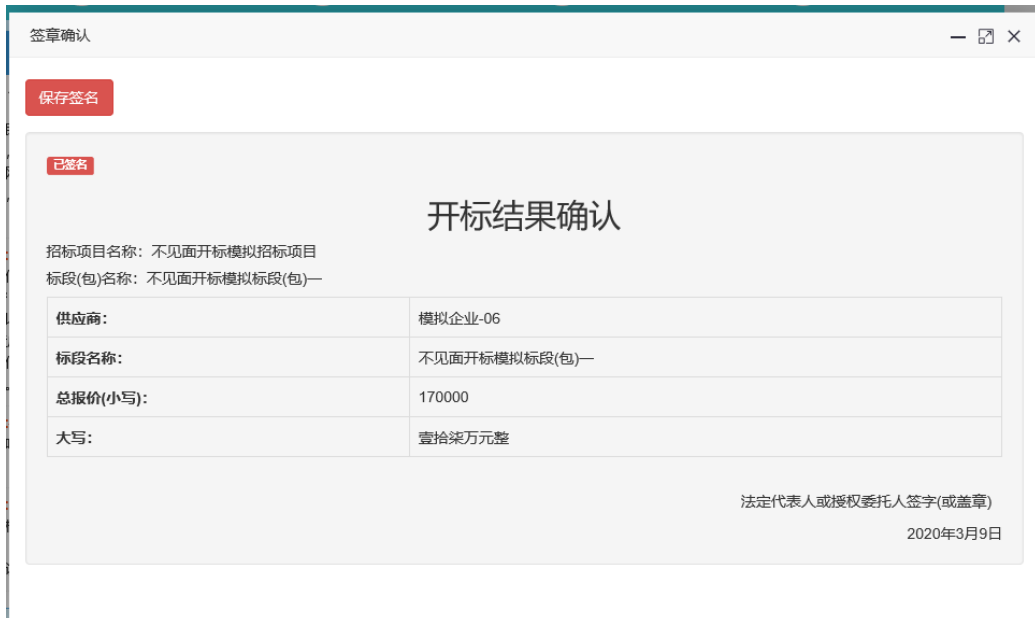 签章确认
保存签名
已签名
开标结果确认
招标项目名称：不见面开标模拟招标项目
标段(包)名称：不见面开标模拟标段(包)一
供应商： 模拟企业-06
标段名称： 不见面开标模拟标段(包)一
总报价(小写)： 170000
大写： 壹拾柒万元整
法定代表人或授权委托人签字(或盖章)
2020年3月9日